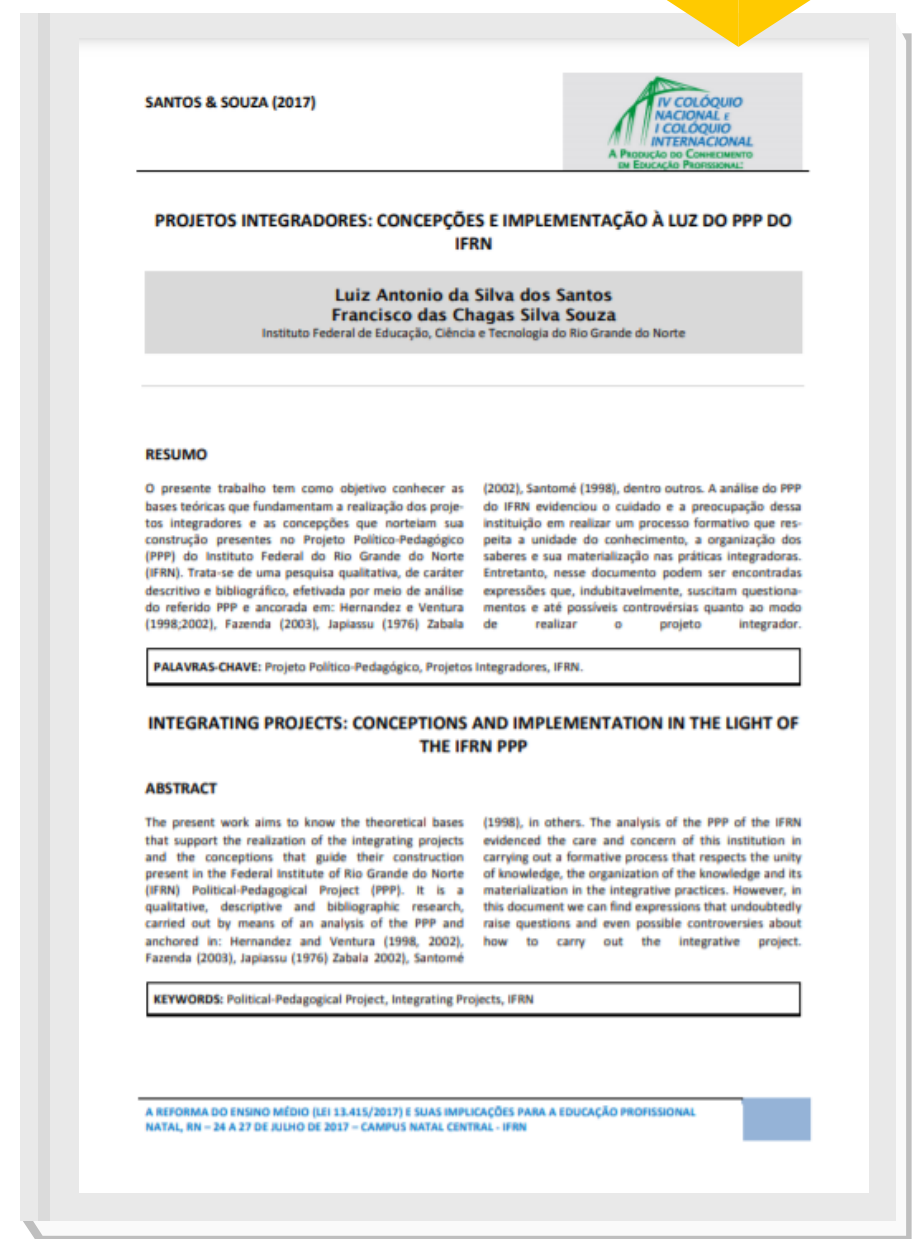 SANTOS & SOUZA (2017)
IV COLÓQUIO
NACIONAL E
I COLÓQUIO
INTERNACIONAL
A PRODUÇÃO DO CONHECIMENTO
EM EDUCAÇÃO PROFISSIONAL:
PROJETOS INTEGRADORES: CONCEPÇÕES E IMPLEMENTAÇÃO À LUZ DO PPP DO
IFRN
Luiz Antonio da Silva dos Santos
Francisco das Chagas Silva Souza
Instituto Federal de Educação, Ciência e Tecnologia do Rio Grande do Norte
RESUMO
O presente trabalho tem como objetivo conhecer as
bases teóricas que fundamentam a realização dos proje-
tos integradores e as concepções que norteiam sua
construção presentes no Projeto Político-Pedagógico
(PPP) do Instituto Federal do Rio Grande do Norte
(IFRN). Trata-se de uma pesquisa qualitativa, de caráter
descritivo e bibliográfico, efetivada por meio de análise
do referido PPP e ancorada em: Hernandez e Ventura
(1998;2002), Fazenda (2003), Japiassu (1976) Zabala
(2002), Santomé (1998), dentro outros. A análise do PPP
do IFRN evidenciou o cuidado e a preocupação dessa
instituição em realizar um processo formativo que res-
peita a unidade do conhecimento, a organização dos
saberes e sua materialização nas práticas integradoras.
Entretanto, nesse documento podem ser encontradas
expressões que, indubitavelmente, suscitam questiona-
mentos e até possíveis controvérsias quanto ao modo
de realizar o projeto integrador.
PALAVRAS-CHAVE: Projeto Político-Pedagógico, Projetos Integradores, IFRN.
INTEGRATING PROJECTS: CONCEPTIONS AND IMPLEMENTATION IN THE LIGHT OF
THE IFRN PPP
ABSTRACT
The present work aims to know the theoretical bases
that support the realization of the integrating projects
and the conceptions that guide their construction
present in the Federal Institute of Rio Grande do Norte
(IFRN) Political-Pedagogical Project (PPP). It is a
qualitative, descriptive and bibliographic research,
carried out by means of an analysis of the PPP and
anchored in: Hernandez and Ventura (1998, 2002),
Fazenda (2003), Japiassu (1976) Zabala 2002), Santomé
(1998), in others. The analysis of the PPP of the IFRN
evidenced the care and concern of this institution in
carrying out a formative process that respects the unity
of knowledge, the organization of the knowledge and its
materialization in the integrative practices. However, in
this document we can find expressions that undoubtedly
raise questions and even possible controversies about
how to carry out the integrative project.
KEYWORDS: Political-Pedagogical Project, Integrating Projects, IFRN
A REFORMA DO ENSINO MÉDIO (LEI 13.415/2017) E SUAS IMPLICAÇÕES PARA A EDUCAÇÃO PROFISSIONAL
NATAL, RN – 24 A 27 DE JULHO DE 2017 – CAMPUS NATAL CENTRAL - IFRN